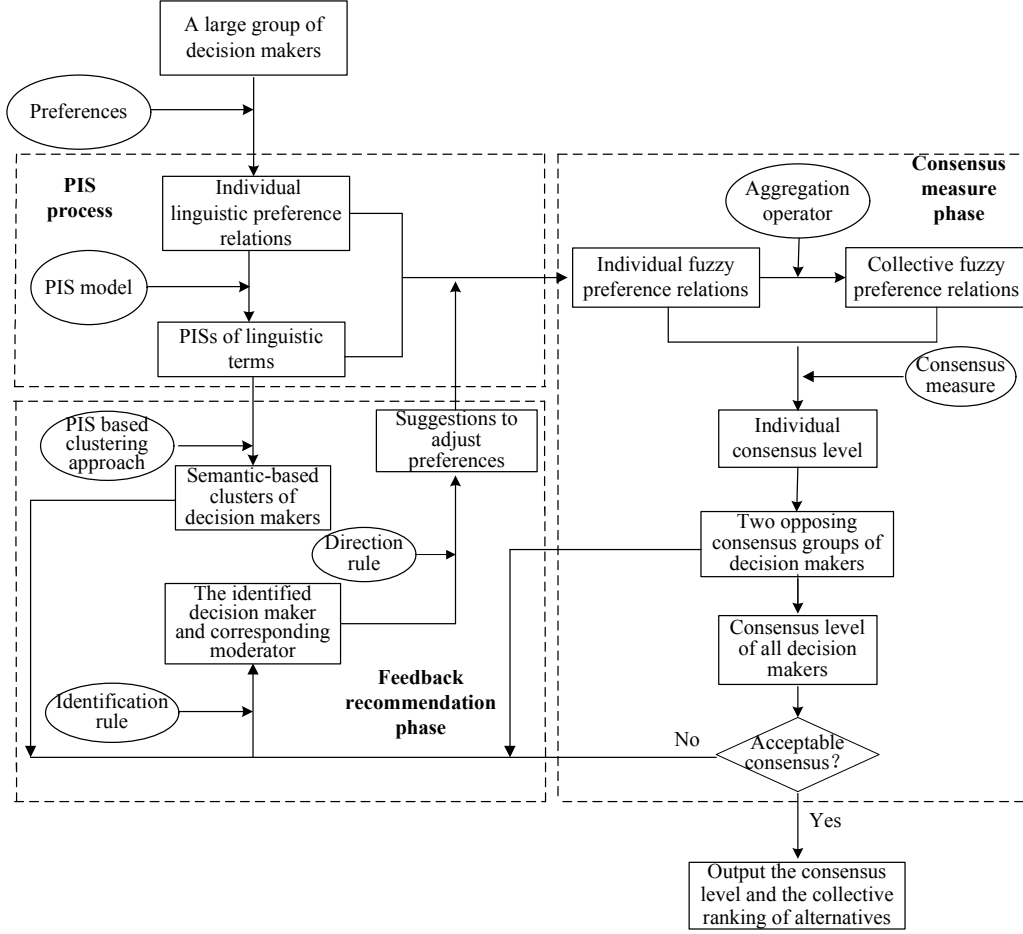 A large group of
decision makers
Preferences
PIS
process
Individual
linguistic preference
relations
PIS model
PISs of linguistic
terms
Consensus
measure
phase
Aggregation
operator
Individual fuzzy
preference relations
Collective fuzzy
preference relations
Consensus
measure
Individual
consensus level
Two opposing
consensus groups of
decision makers
Consensus level
of all decision
makers
Acceptable
consensus?
No
Yes
Output the consensus
level and the collective
ranking of alternatives
PIS based
clustering
approach
Semantic-based
clusters of
decision makers
Suggestions to
adjust
preferences
Direction
rule
The identified
decision maker
and corresponding
moderator
Identification
rule
Feedback
recommendation
phase